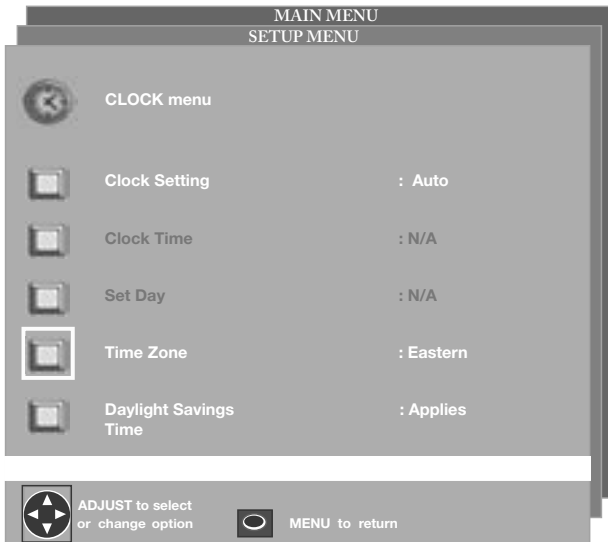 MAIN MENU
SETUP MENU
CLOCK menu
Clock Setting : Auto
Clock Time : N/A
Set Day : N/A
Time Zone : Eastern
Daylight Savings : Applies
Time
ADJUST to select
or change option
MENU to return